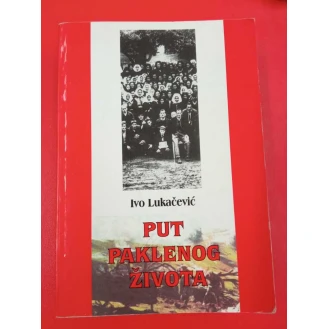 Ivo Lukačević
PUT
PAKLENOG
ŽIVOTA